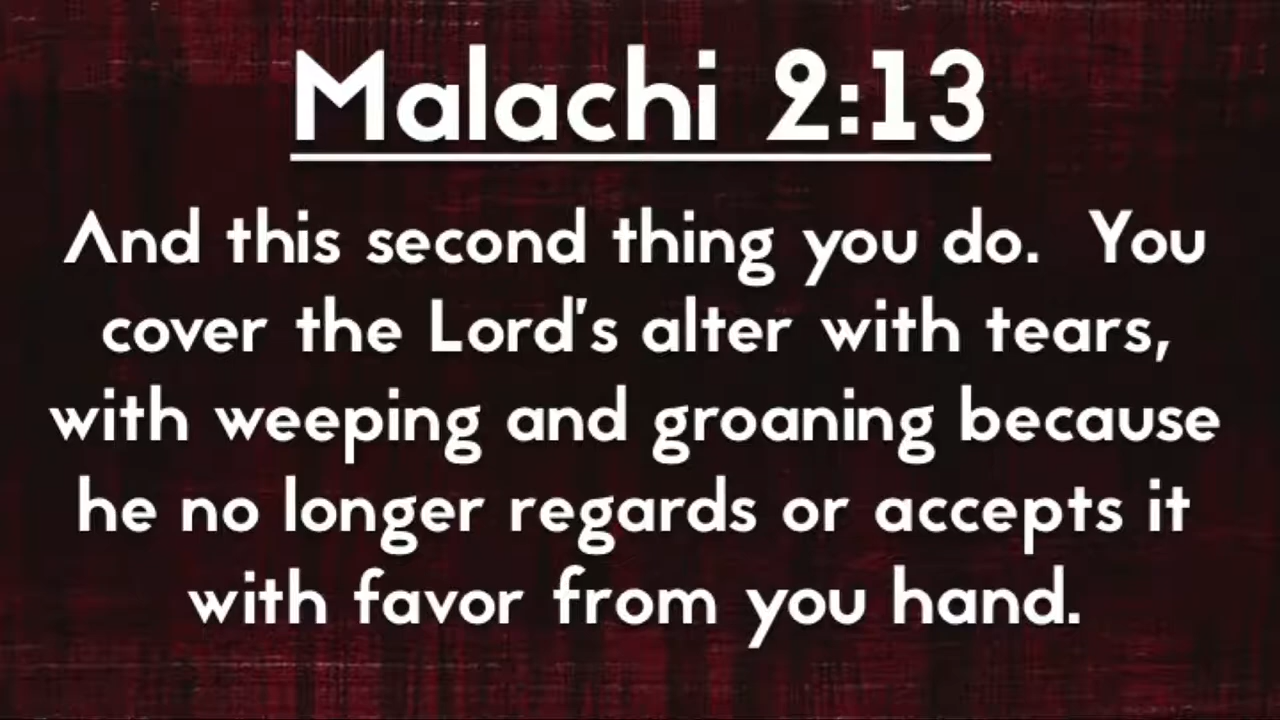 Malachi 2:13
And this second thing you do.  You
cover the Lord's alter with tears,
with weeping and groaning because
he no longer regards or accepts it
with favor from you hand.